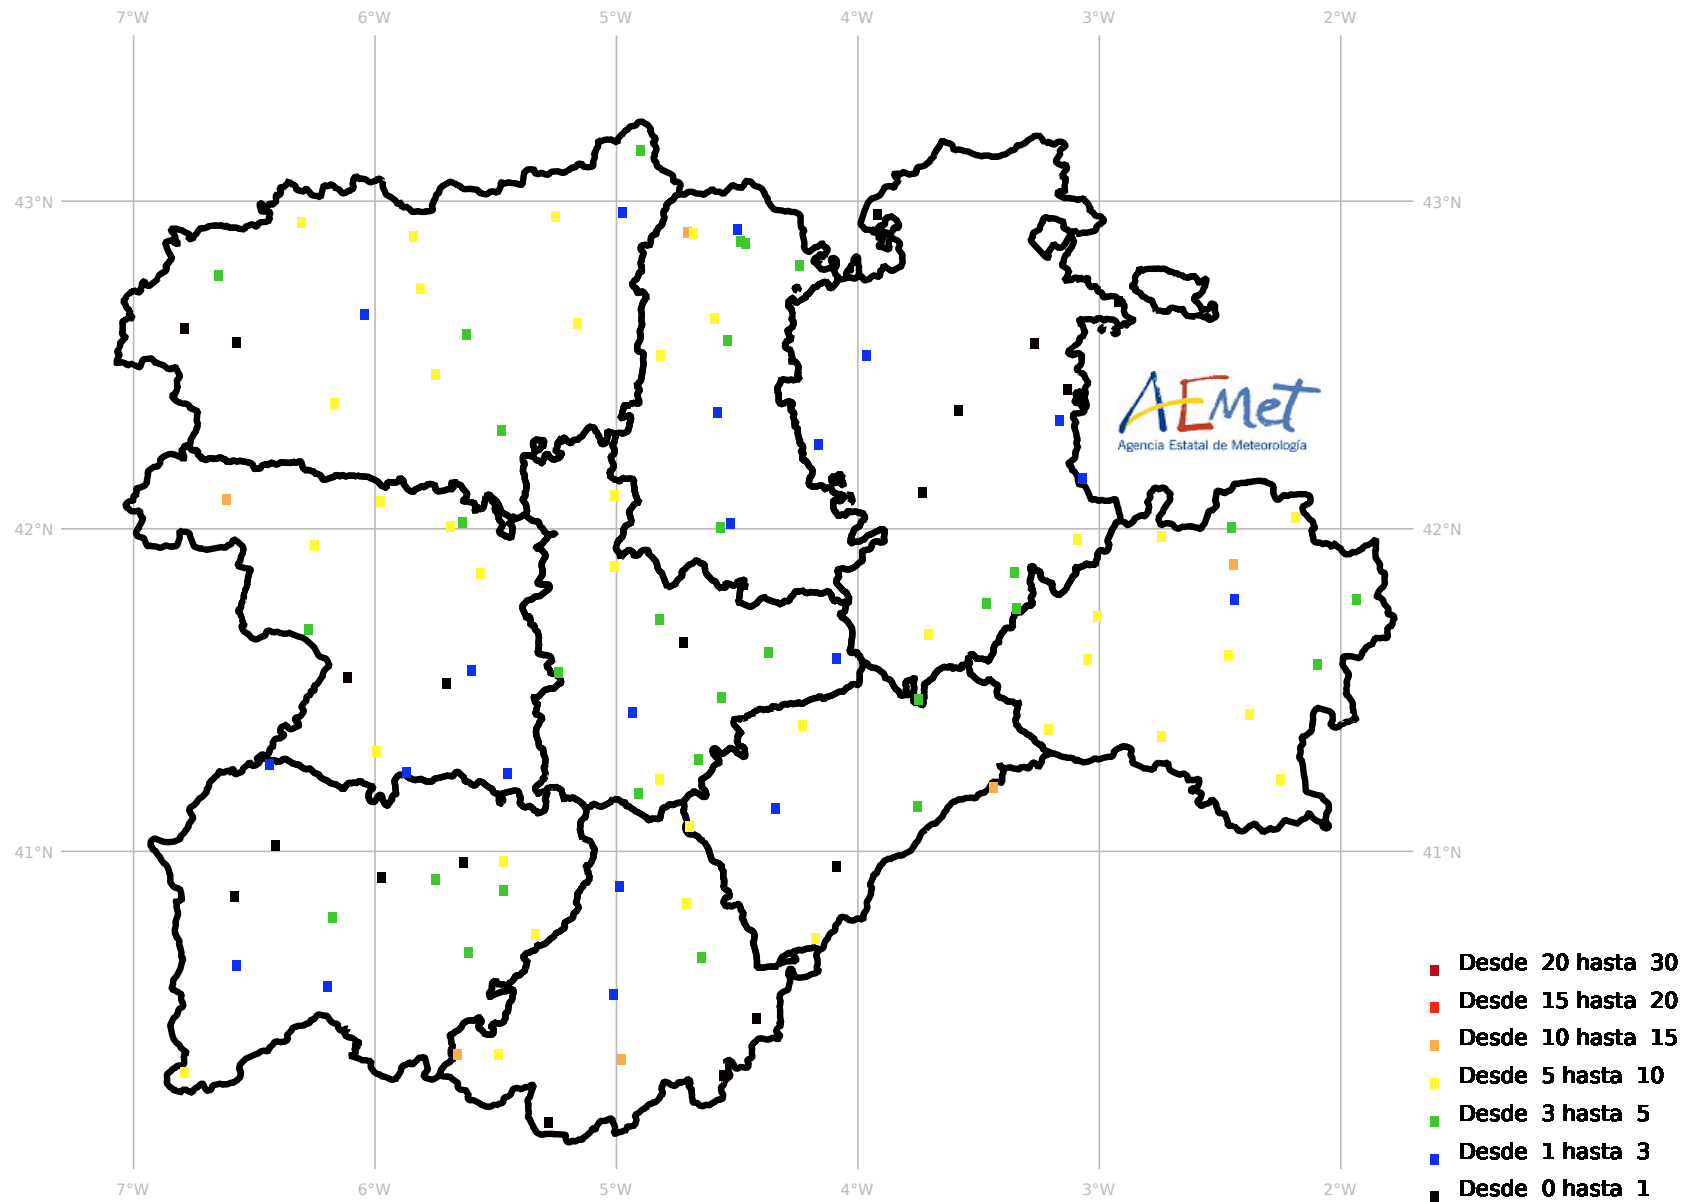 7°W 6°W 5°W 4°W 3°W 2°W
43°N 43°N
AEMet
Agencia Estatal de Meteorología
42°N 42°N
41°N 41°N
Desde 20 hasta 30
Desde 15 hasta 20
Desde 10 hasta 15
Desde 5 hasta 10
Desde 3 hasta 5
Desde 1 hasta 3
Desde 0 hasta 1
7°W 6°W 5°W 4°W 3°W 2°W